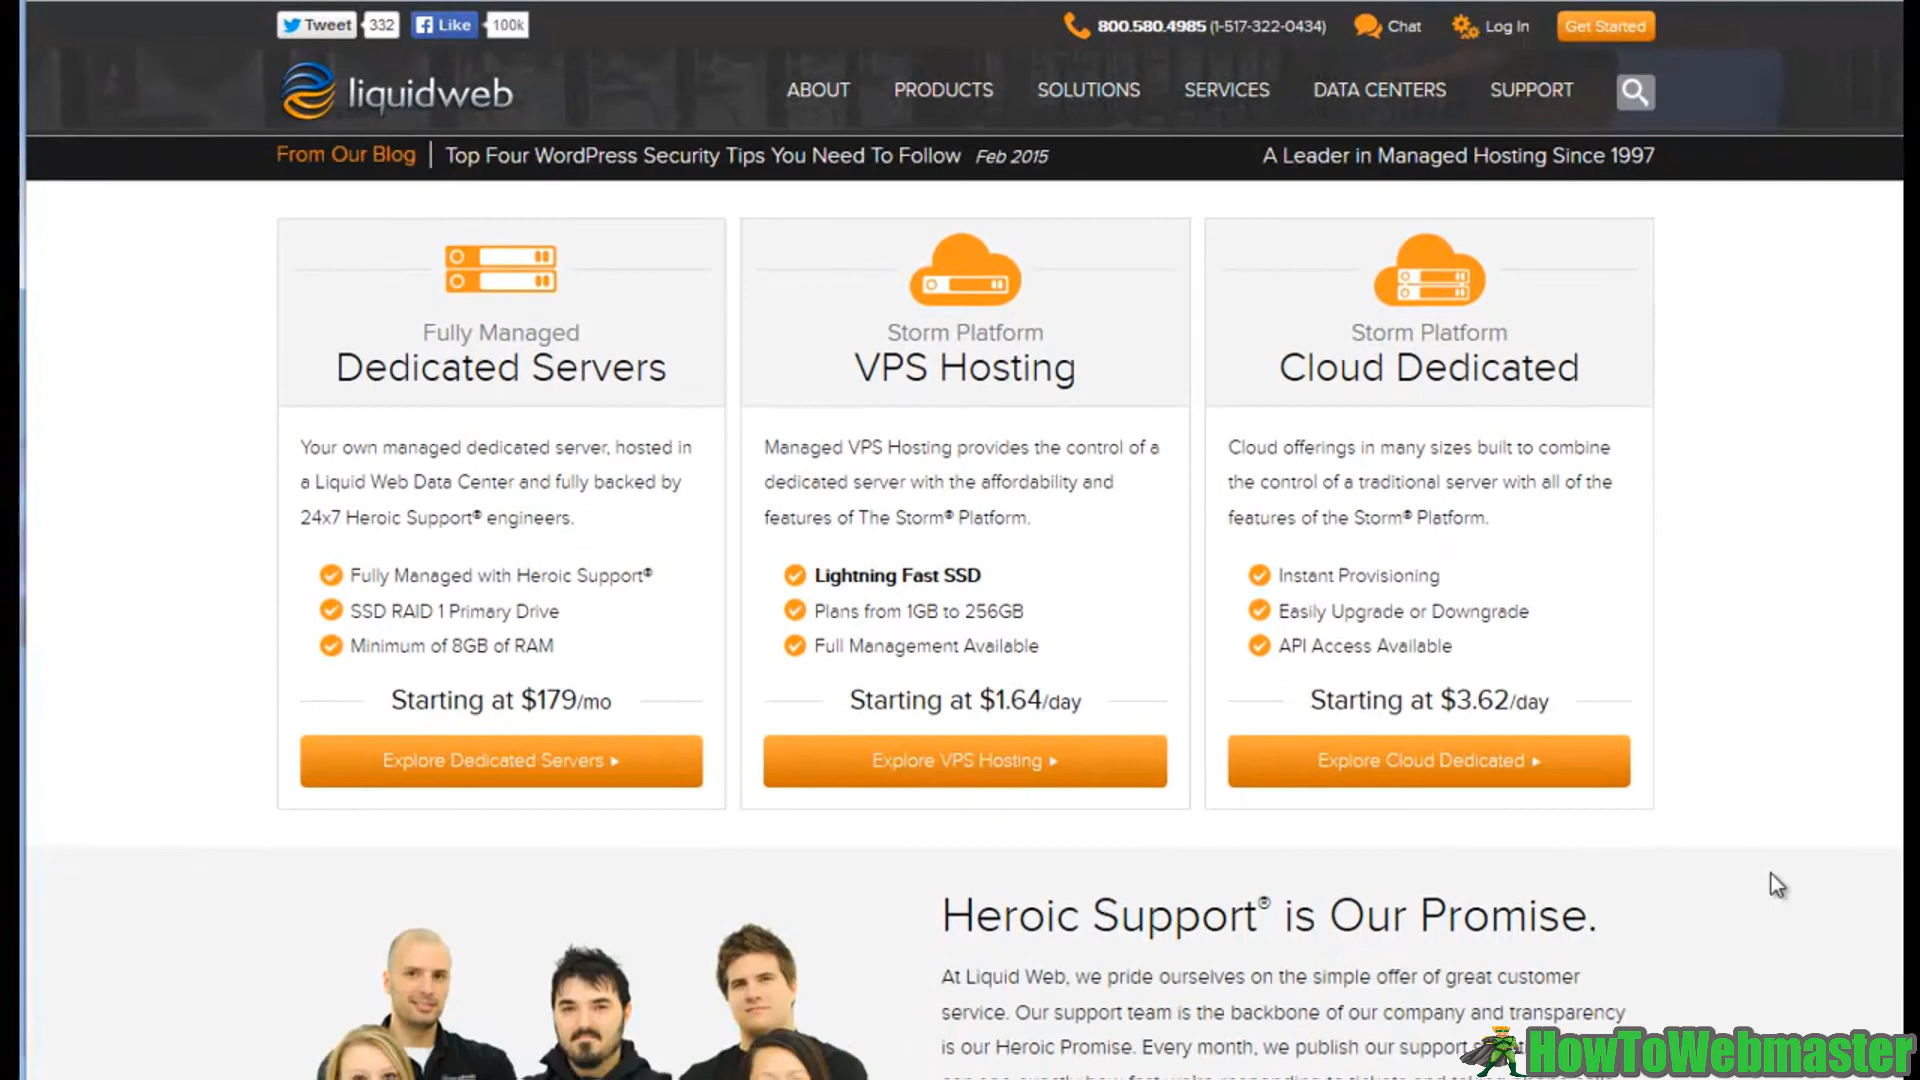 Tweet 332 Like 100k
800.580.4985 (1-517-322-0434) Chat Log In Get Started
liquidweb
ABOUT PRODUCTS SOLUTIONS SERVICES DATA CENTERS SUPPORT
From Our Blog | Top Four WordPress Security Tips You Need To Follow Feb 2015
A Leader in Managed Hosting Since 1997
Fully Managed
Dedicated Servers
Your own managed dedicated server, hosted in
a Liquid Web Data Center and fully backed by
24x7 Heroic Support® engineers.
Fully Managed with Heroic Support®
SSD RAID 1 Primary Drive
Minimum of 8GB of RAM
Starting at $179/mo
Explore Dedicated Servers
Storm Platform
VPS Hosting
Managed VPS Hosting provides the control of a
dedicated server with the affordability and
features of The Storm® Platform.
Lightning Fast SSD
Plans from 1GB to 256GB
Full Management Available
Starting at $1.64/day
Explore VPS Hosting
Storm Platform
Cloud Dedicated
Cloud offerings in many sizes built to combine
the control of a traditional server with all of the
features of the Storm® Platform.
Instant Provisioning
Easily Upgrade or Downgrade
API Access Available
Starting at $3.62/day
Explore Cloud Dedicated
Heroic Support® is Our Promise.
At Liquid Web, we pride ourselves on the simple offer of great customer
service. Our support team is the backbone of our company and transparency
is our Heroic Promise. Every month, we publish our support
HowToWebmaster